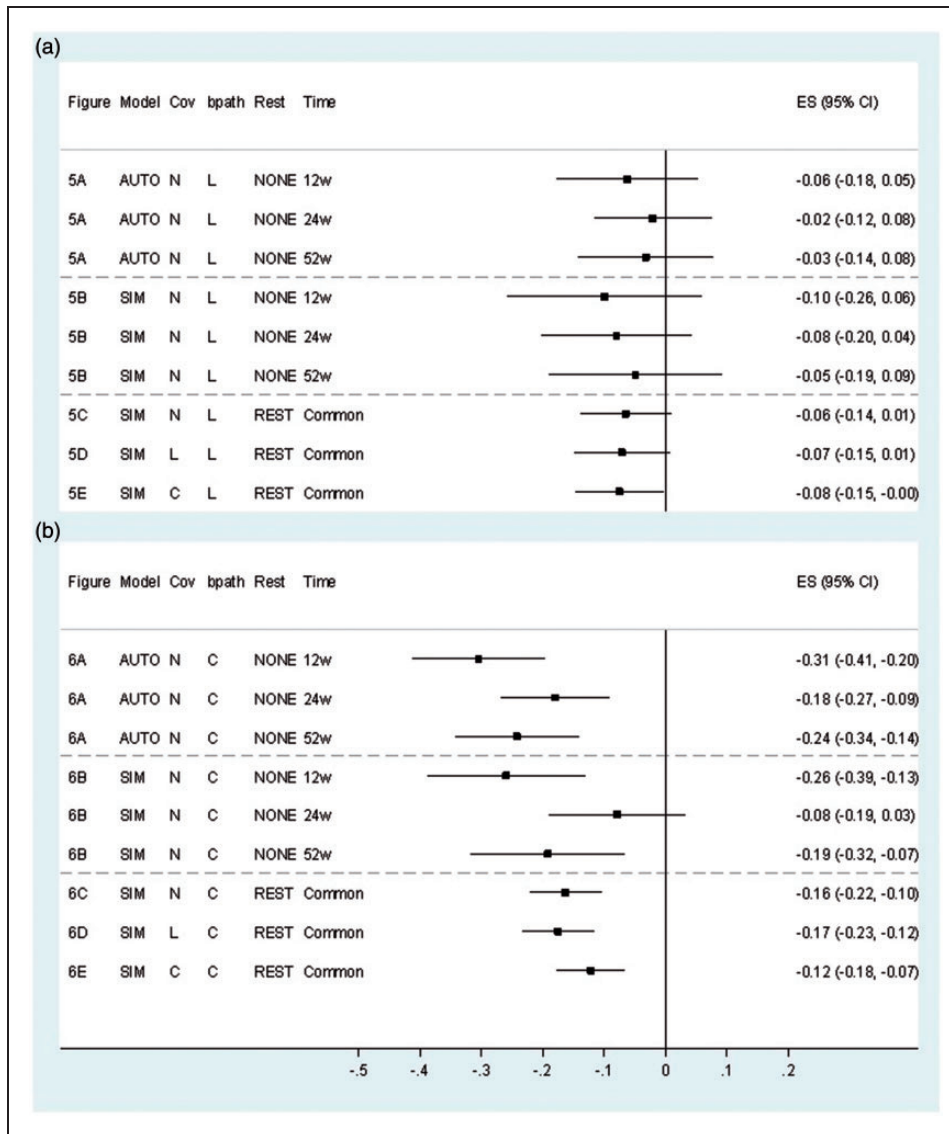 (a)
Figure Model Cov bpath Rest Time ES (95% CI)
5A AUTO N L NONE 12w -0.06 (-0.18, 0.05)
5A AUTO N L NONE 24w -0.02 (-0.12, 0.08)
5A AUTO N L NONE 52w -0.03 (-0.14, 0.08)
5B SIM N L NONE 12w -0.10 (-0.26, 0.06)
5B SIM N L NONE 24w -0.08 (-0.20, 0.04)
5B SIM N L NONE 52w -0.05 (-0.19, 0.09)
5C SIM N L REST Common -0.06 (-0.14, 0.01)
5D SIM L L REST Common -0.07 (-0.15, 0.01)
5E SIM C L REST Common -0.08 (-0.15, -0.00)
(b)
Figure Model Cov bpath Rest Time ES (95% CI)
6A AUTO N C NONE 12w -0.31 (-0.41, -0.20)
6A AUTO N C NONE 24w -0.18 (-0.27, -0.09)
6A AUTO N C NONE 52w -0.24 (-0.34, -0.14)
6B SIM N C NONE 12w -0.26 (-0.39, -0.13)
6B SIM N C NONE 24w -0.08 (-0.19, 0.03)
6B SIM N C NONE 52w -0.19 (-0.32, -0.07)
6C SIM N C REST Common -0.16 (-0.22, -0.10)
6D SIM L C REST Common -0.17 (-0.23, -0.12)
6E SIM C C REST Common -0.12 (-0.18, -0.07)
-.5 -.4 -.3 -.2 -.1 0 .1 .2